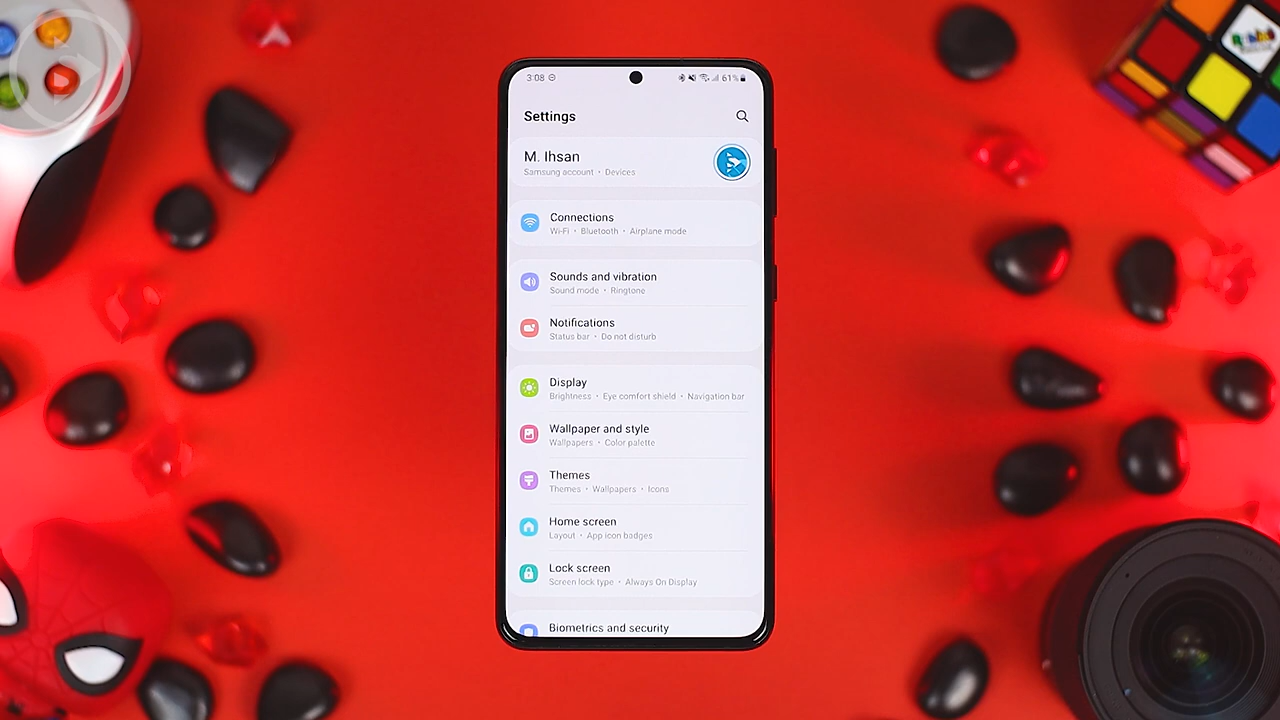 3:08
61%
Settings
M. Ihsan
Samsung account • Devices
Connections
Wi-Fi • Bluetooth • Airplane mode
Sounds and vibration
Sound mode • Ringtone
Notifications
Status bar • Do not disturb
Display
Brightness • Eye comfort shield • Navigation bar
Wallpaper and style
Wallpapers • Color palette
Themes
Themes • Wallpapers • Icons
Home screen
Layout • App icon badges
Lock screen
Screen lock type • Always On Display
Biometrics and security